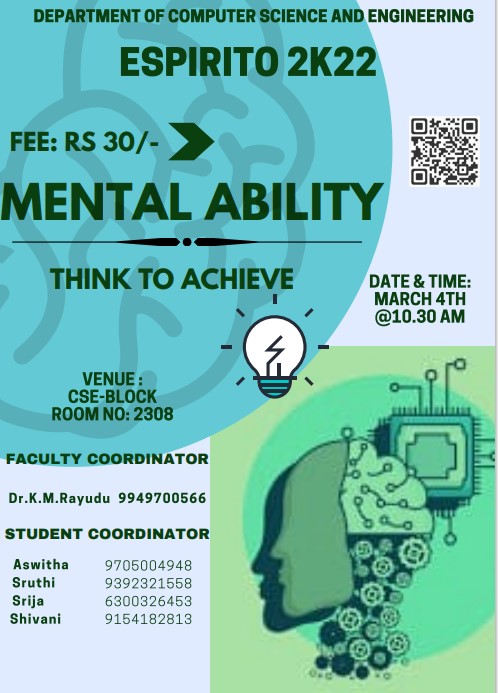 DEPARTMENT OF COMPUTER SCIENCE AND ENGINEERING
ESPIRITO 2K22
FEE: RS 30/-
MENTAL ABILITY
THINK TO ACHIEVE
DATE & TIME:
MARCH 4TH
@10.30 AM
VENUE :
CSE-BLOCK
ROOM NO: 2308
FACULTY COORDINATOR
Dr.K.M.Rayudu 9949700566
STUDENT COORDINATOR
Aswitha 9705004948
Sruthi 9392321558
Srija 6300326453
Shivani 9154182813